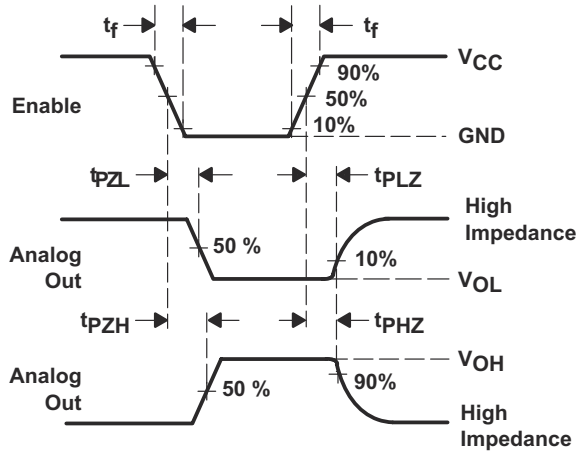 tf
tf
VCC
90%
Enable
50%
10%
GND
tPZL
tPLZ
High
Impedance
50 %
Analog
Out
10%
VOL
tPZH
tPHZ
VOH
Analog
Out
50 %
90%
High
Impedance